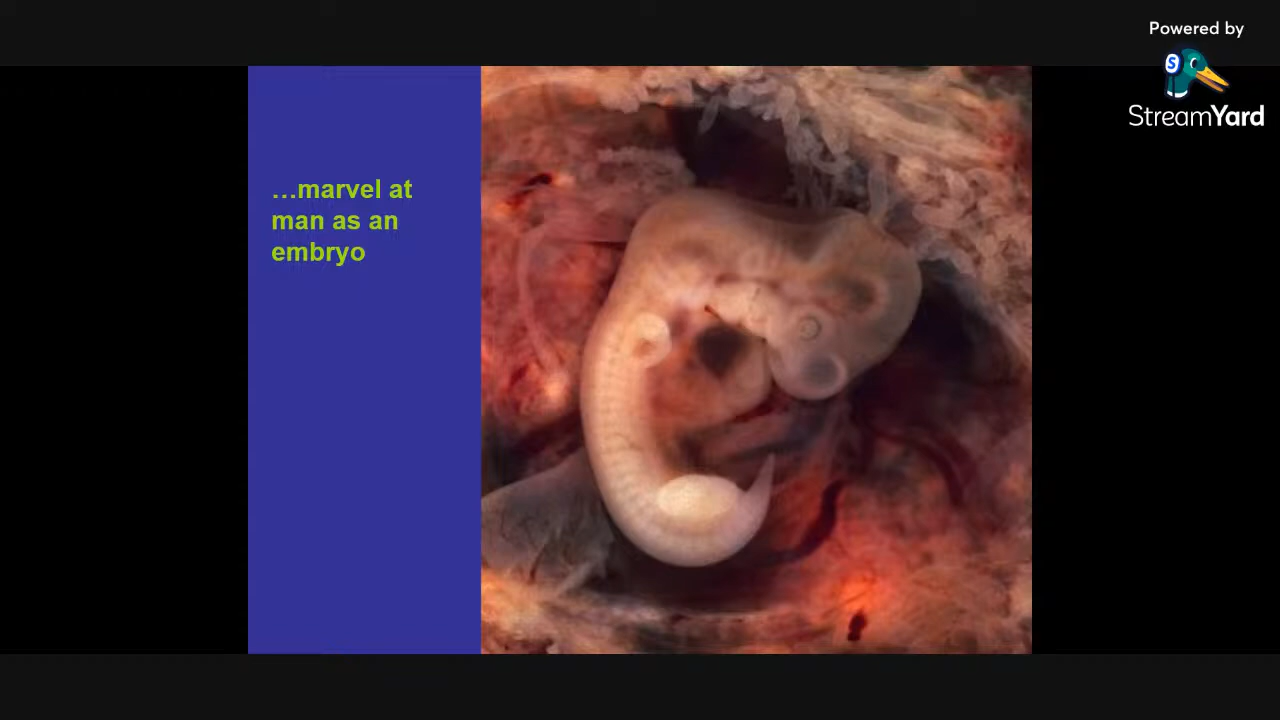 Powered by
StreamYard
…marvel at
man as an
embryo